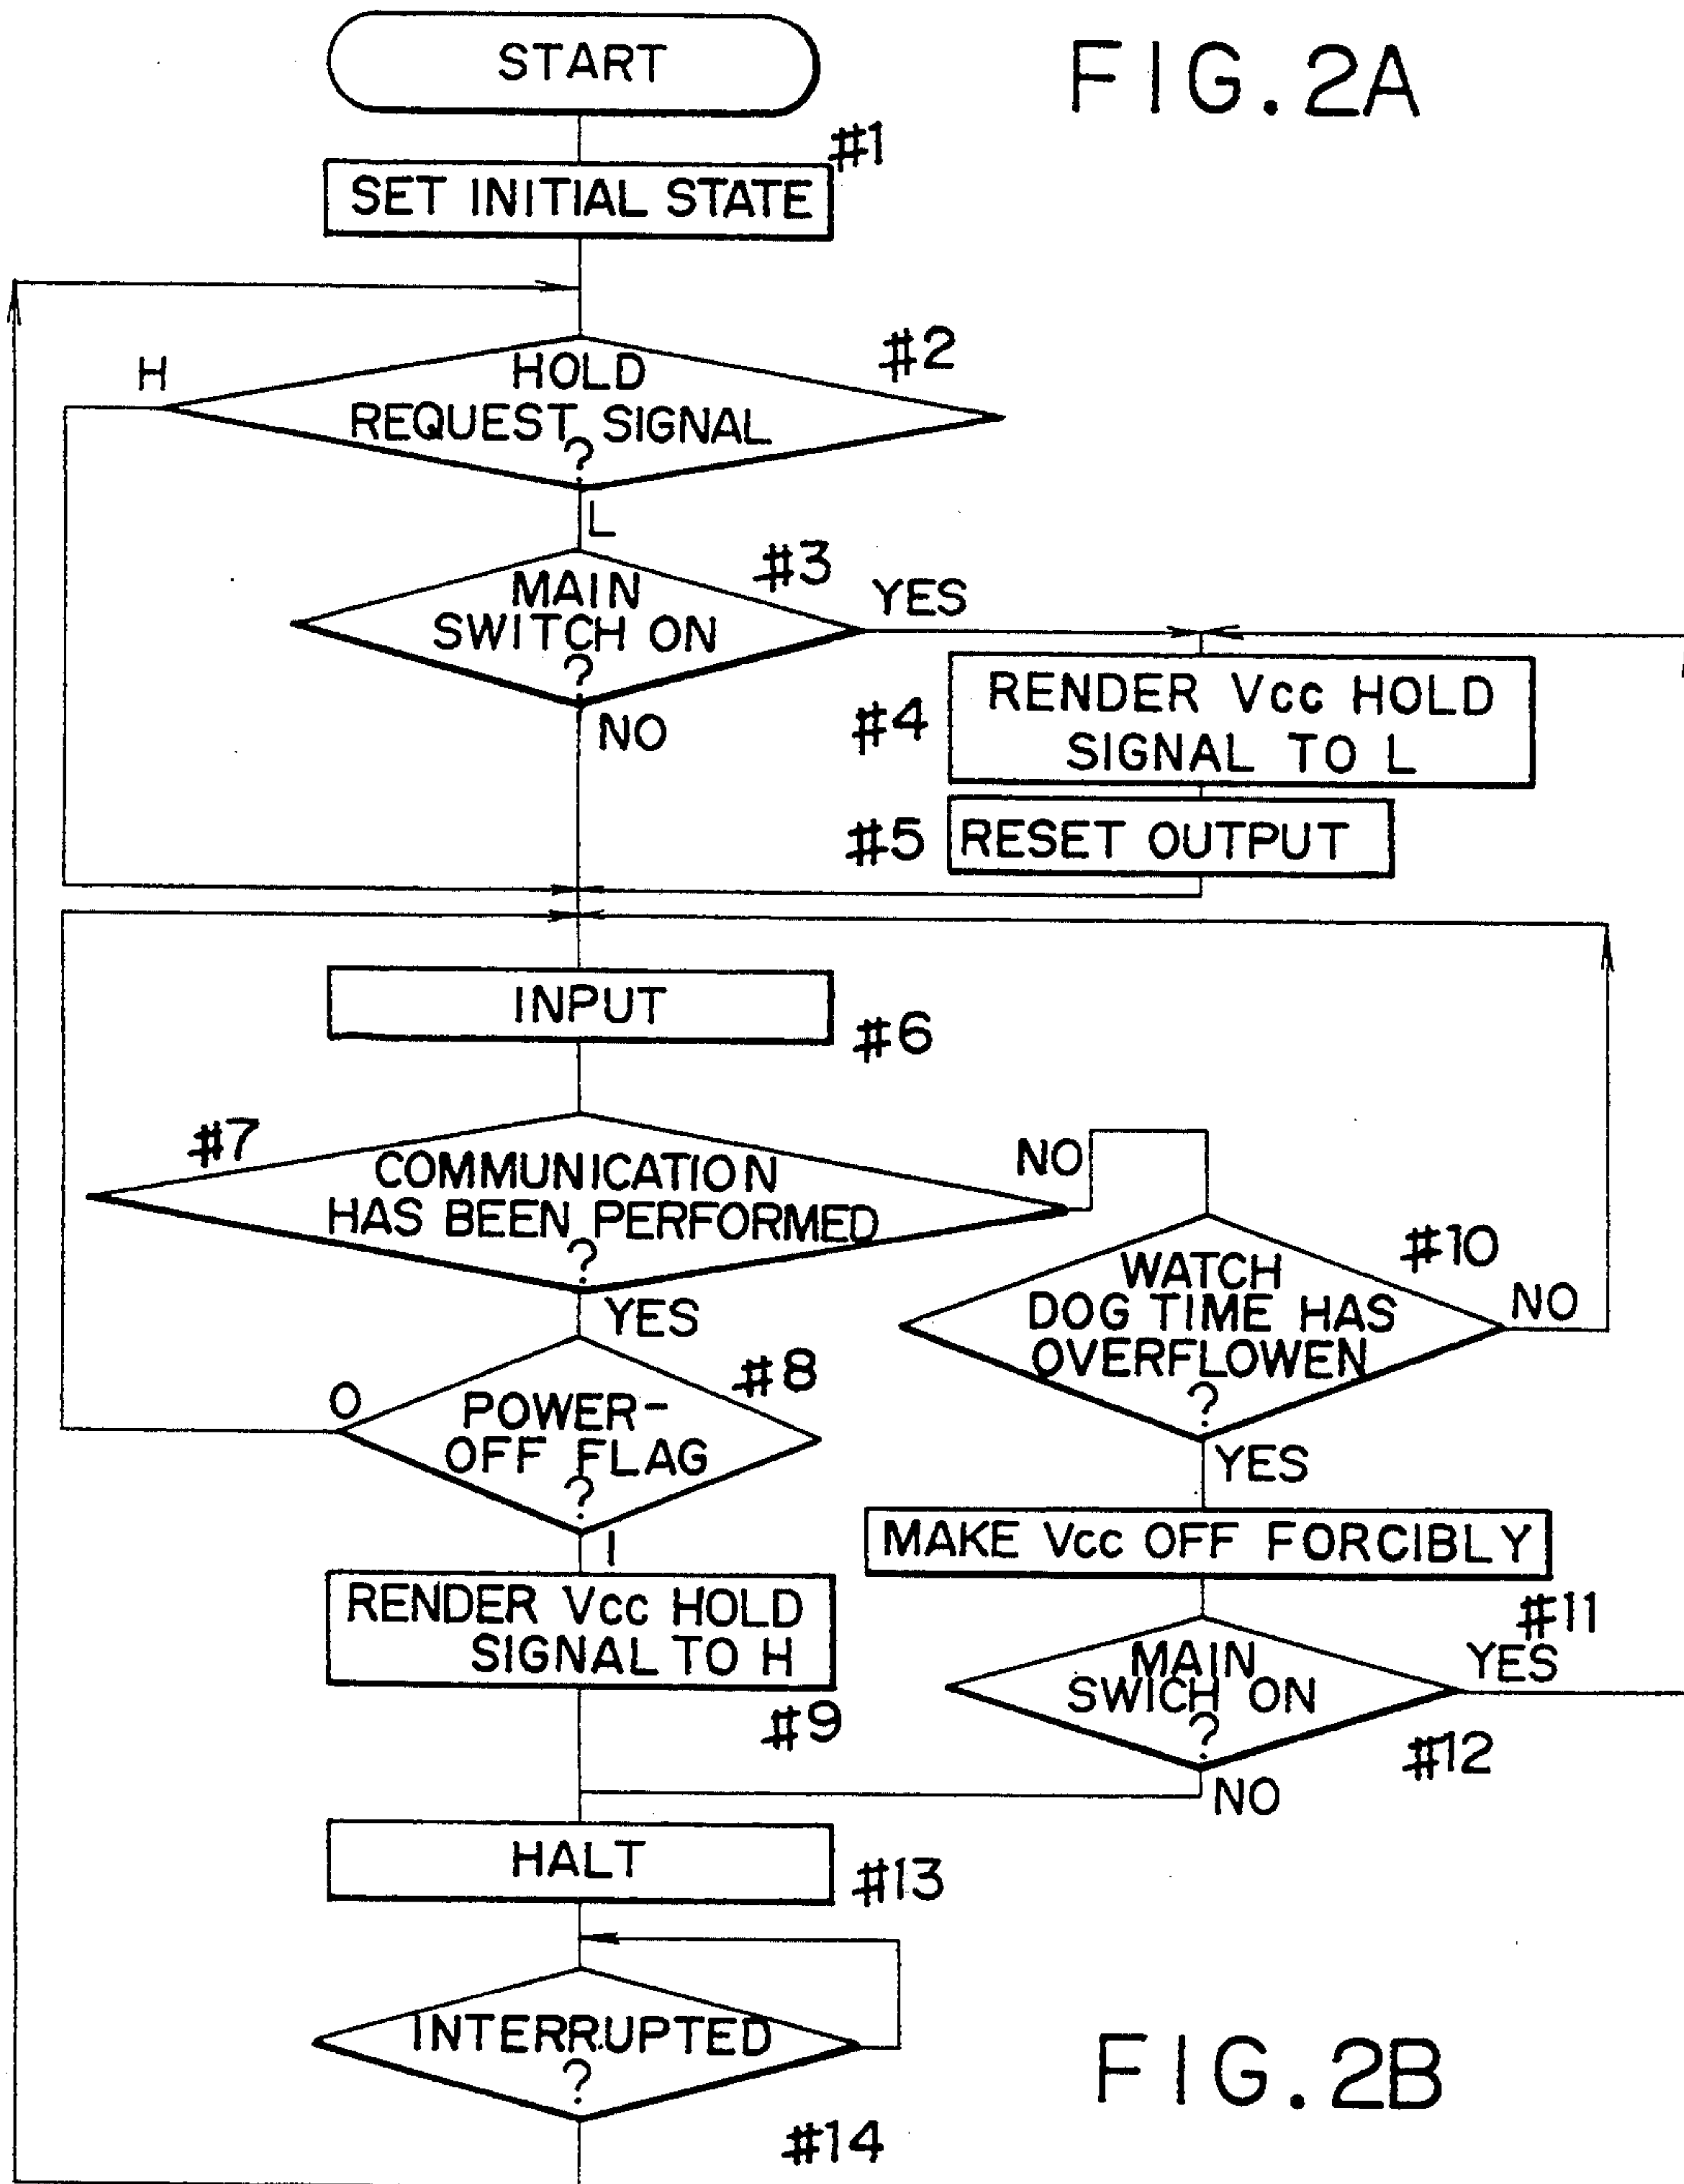 START
FIG. 2A
#1
SET INITIAL STATE
#2
H
HOLD
REQUEST SIGNAL
?
L
#3
MAIN
SWITCH ON
?
YES
NO
#4
RENDER Vcc HOLD
SIGNAL TO L
#5
RESET OUTPUT
INPUT
#6
#7
COMMUNICATION
HAS BEEN PERFORMED
?
NO
YES
#10
WATCH
DOG TIME HAS
OVERFLOWEN
?
NO
YES
#8
O
POWER-
OFF FLAG
?
I
MAKE Vcc OFF FORCIBLY
#11
RENDER Vcc HOLD
SIGNAL TO H
#9
MAIN
SWICH ON
?
YES
#12
NO
HALT
#13
INTERRUPTED
?
#14
FIG. 2B